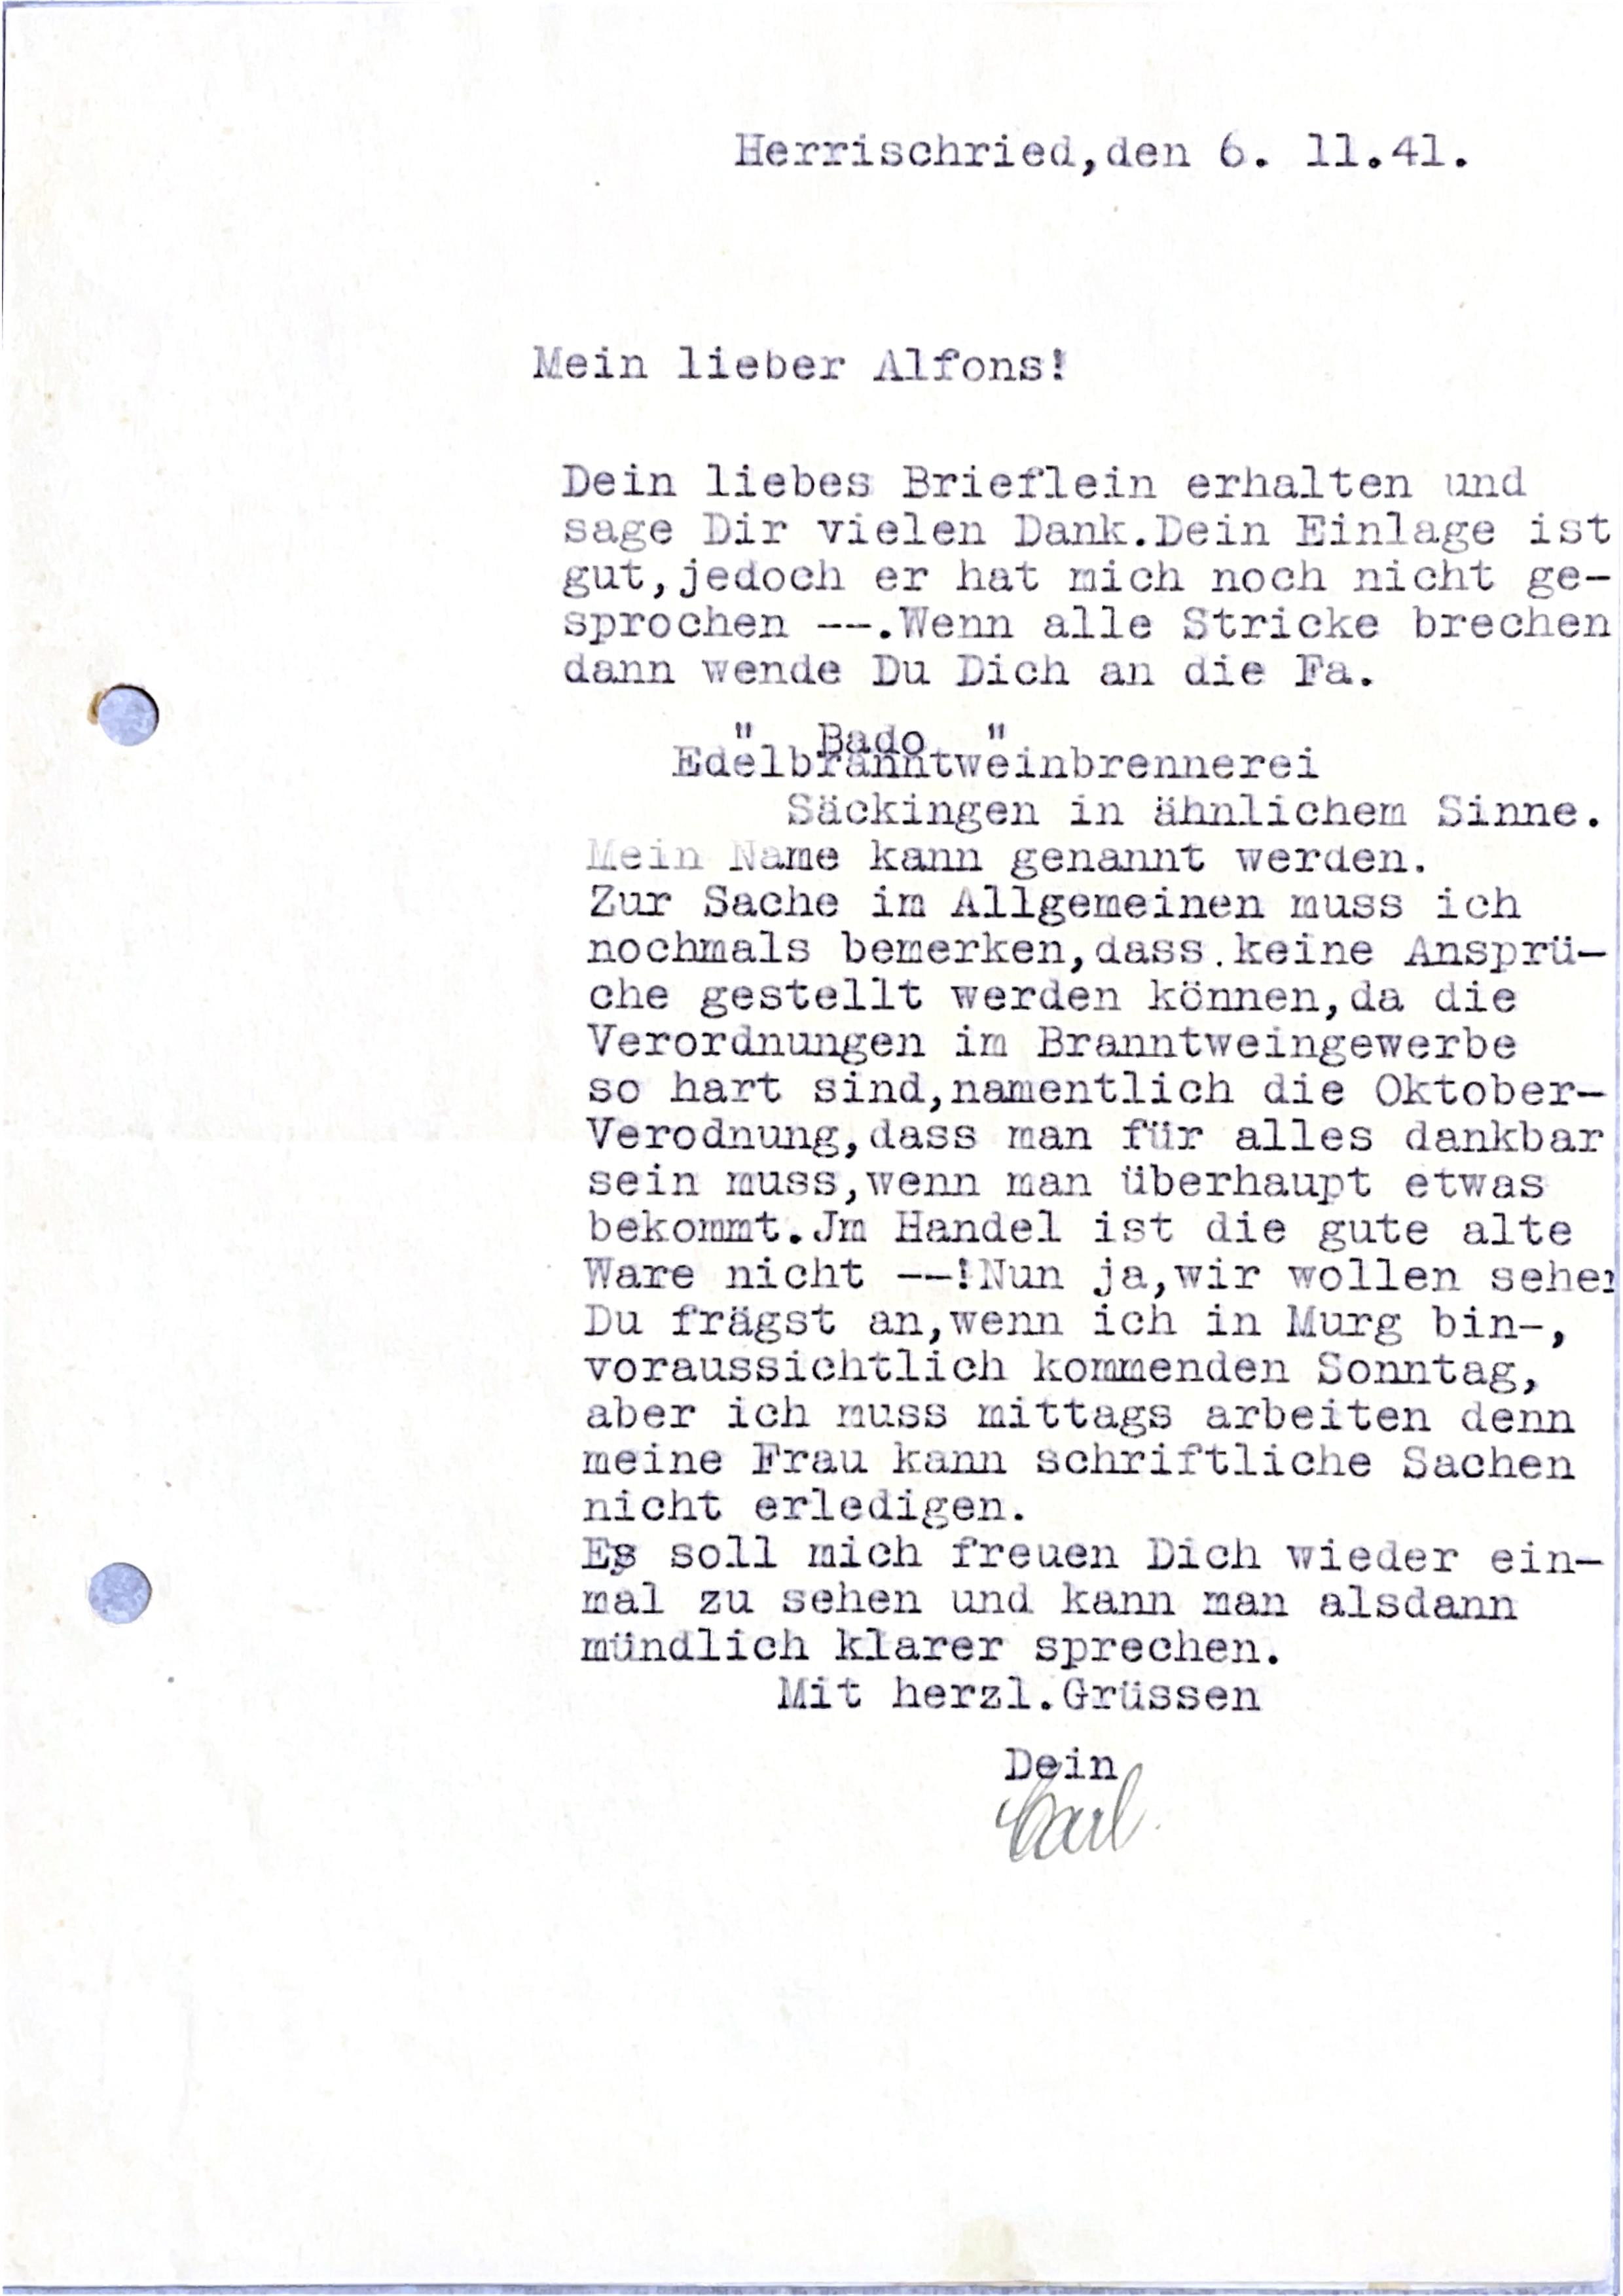 Herrischried,den 6. 11.41.
Mein lieber Alfons!
Dein liebes Brieflein erhalten und
sage Dir vielen Dank.Dein Einlage ist
gut,jedoch er hat mich noch nicht ge-
sprochen --.Wenn alle Stricke brechen
dann wende Du Dich an die Fa.
" Bado "
Edelbranntweinbrennerei
Säckingen in ähnlichem Sinne.
Mein Name kann genannt werden.
Zur Sache im Allgemeinen muss ich
nochmals bemerken,dass.keine Ansprü-
che gestellt werden können,da die
Verordnungen im Branntweingewerbe
so hart sind,namentlich die Oktober-
Verodnung,dass man für alles dankbar
sein muss,wenn man überhaupt etwas
bekommt.Jm Handel ist die gute alte
Ware nicht --!Nun ja,wir wollen sehen
Du frägst an,wenn ich in Murg bin-,
voraussichtlich kommenden Sonntag,
aber ich muss mittags arbeiten denn
meine Frau kann schriftliche Sachen
nicht erledigen.
Es soll mich freuen Dich wieder ein-
mal zu sehen und kann man alsdann
mündlich klarer sprechen.
Mit herzl.Grüssen
Dein
Carl.